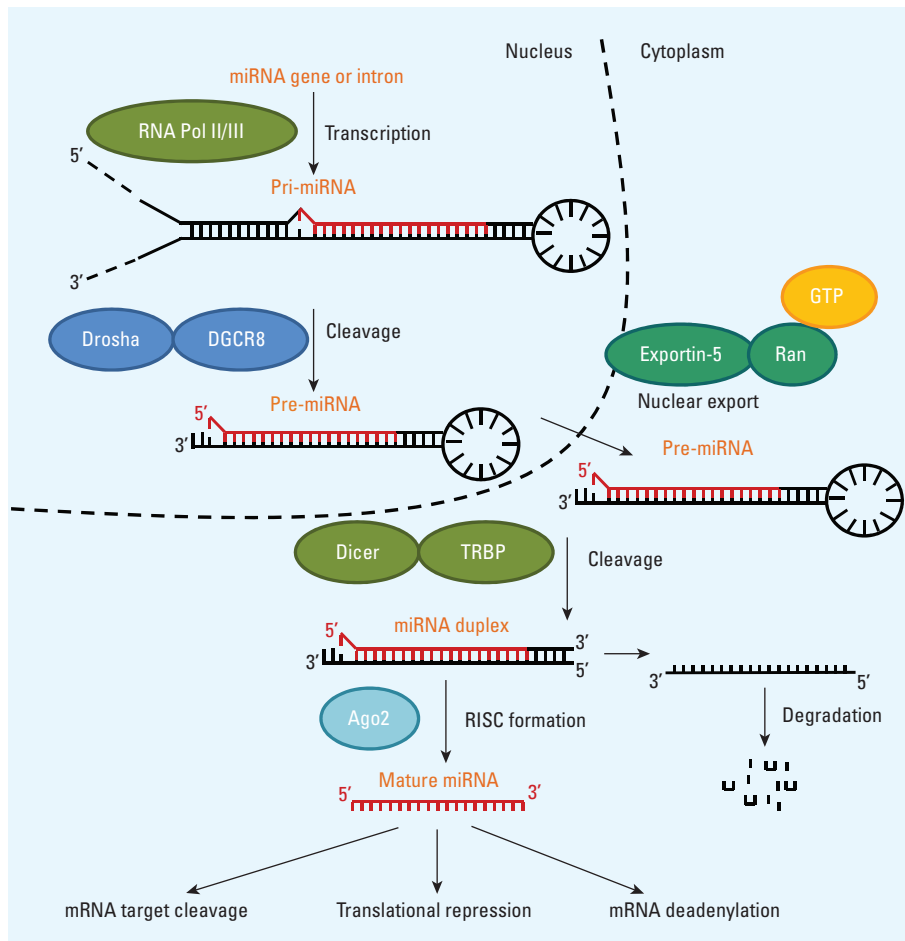 Nucleus
Cytoplasm
miRNA gene or intron
RNA Pol II/III
Transcription
5′
Pri-miRNA
3′
GTP
Drosha
DGCR8
Cleavage
Exportin-5
Ran
Nuclear export
Pre-miRNA
5′
3′
Pre-miRNA
5′
3′
Dicer
TRBP
Cleavage
miRNA duplex
5′
3′
3′
5′
3′
5′
Ago2
RISC formation
Degradation
Mature miRNA
5′
3′
mRNA target cleavage
Translational repression
mRNA deadenylation